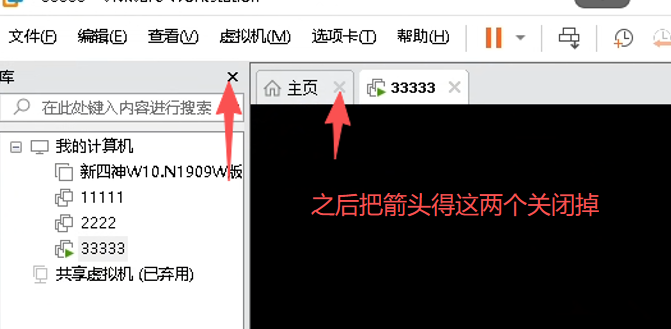 文件(F) 编辑(E) 查看(V) 虚拟机(M) 选项卡(T) 帮助(H)
库
主页 33333
在此处键入内容进行搜索
我的计算机
新四神W10.N1909W版
11111
2222
33333
共享虚拟机 (已弃用)
之后把箭头得这两个关闭掉